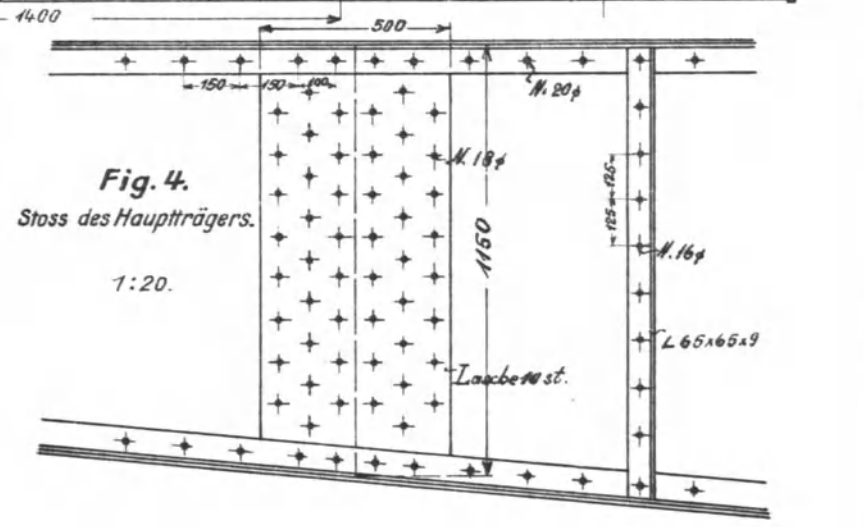 1400
500
150 150 100
N. 20φ
N. 18φ
Fig. 4.
Stoss des Hauptträgers.
1:20.
1150
125 125
N. 16φ
L 65x65x9
Lasche 10 st.